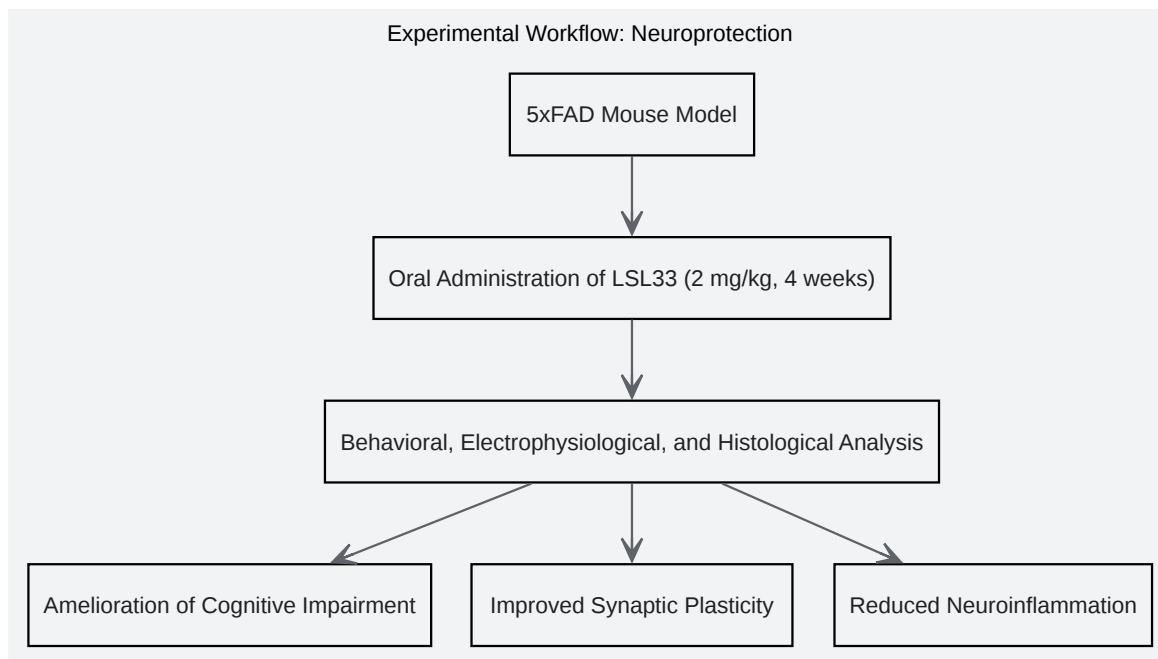 Experimental Workflow: Neuroprotection
5xFAD Mouse Model
Oral Administration of LSL33 (2 mg/kg, 4 weeks)
Behavioral, Electrophysiological, and Histological Analysis
Amelioration of Cognitive Impairment
Improved Synaptic Plasticity
Reduced Neuroinflammation